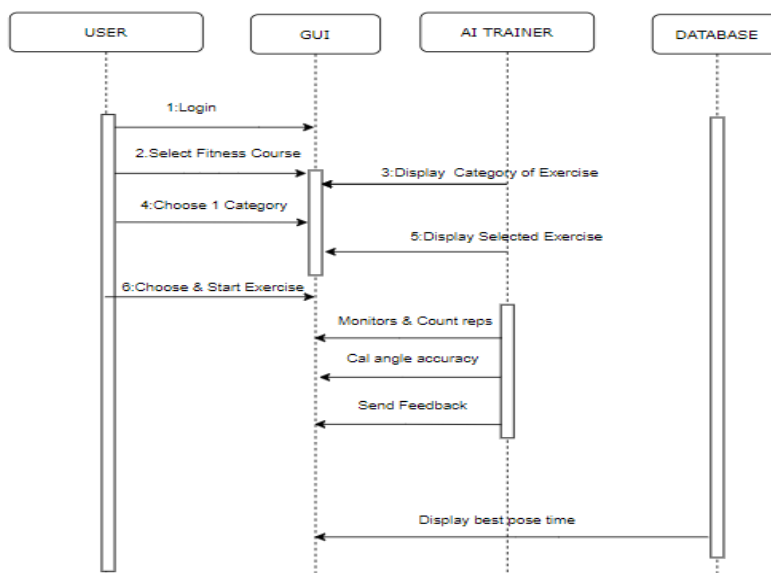 USER
GUI
AI TRAINER
DATABASE
1:Login
2.Select Fitness Course
3:Display Category of Exercise
4:Choose 1 Category
5:Display Selected Exercise
6:Choose & Start Exercise
Monitors & Count reps
Cal angle accuracy
Send Feedback
Display best pose time